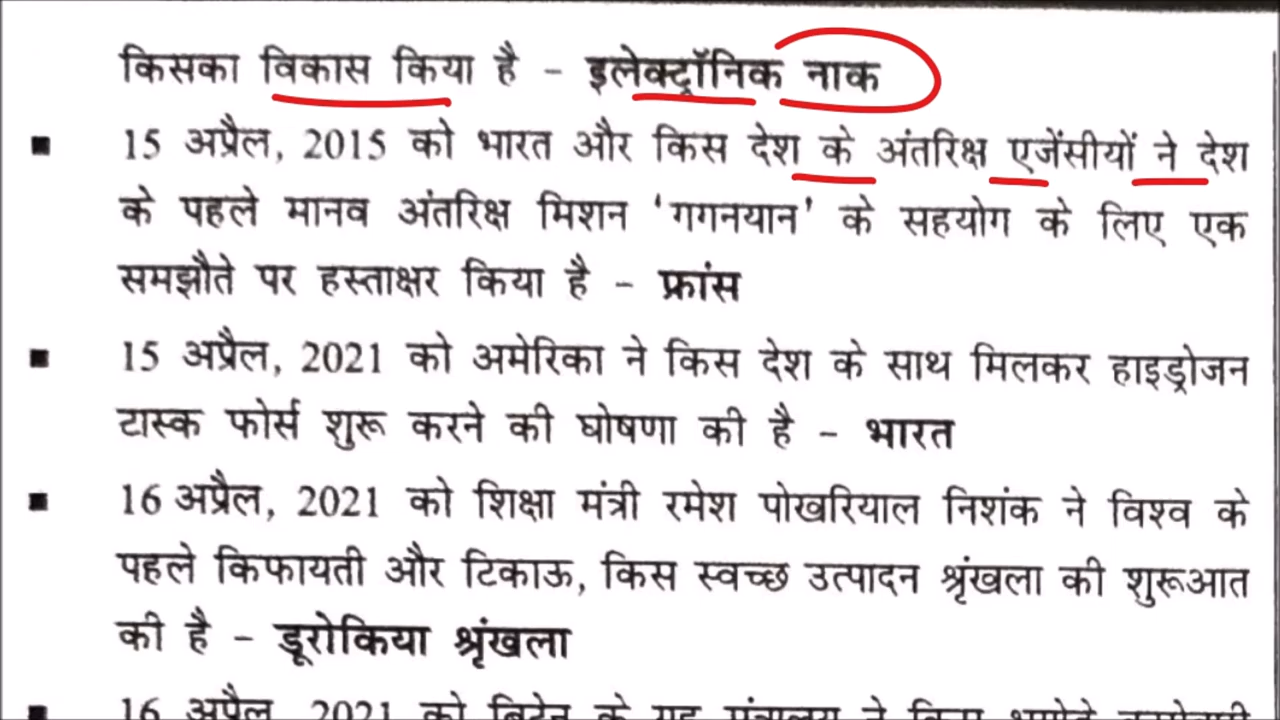 किसका विकास किया है - इलेक्ट्रॉनिक नाक
■ 15 अप्रैल, 2015 को भारत और किस देश के अंतरिक्ष एजेंसीयों ने देश
के पहले मानव अंतरिक्ष मिशन 'गगनयान' के सहयोग के लिए एक
समझौते पर हस्ताक्षर किया है - फ्रांस
■ 15 अप्रैल, 2021 को अमेरिका ने किस देश के साथ मिलकर हाइड्रोजन
टास्क फोर्स शुरू करने की घोषणा की है - भारत
■ 16 अप्रैल, 2021 को शिक्षा मंत्री रमेश पोखरियाल निशंक ने विश्व के
पहले किफायती और टिकाऊ, किस स्वच्छ उत्पादन श्रृंखला की शुरूआत
की है - डूरोकिया श्रृंखला
■ 16 अप्रैल, 2021 को ब्रिटेन के गृह मंत्रालय ने